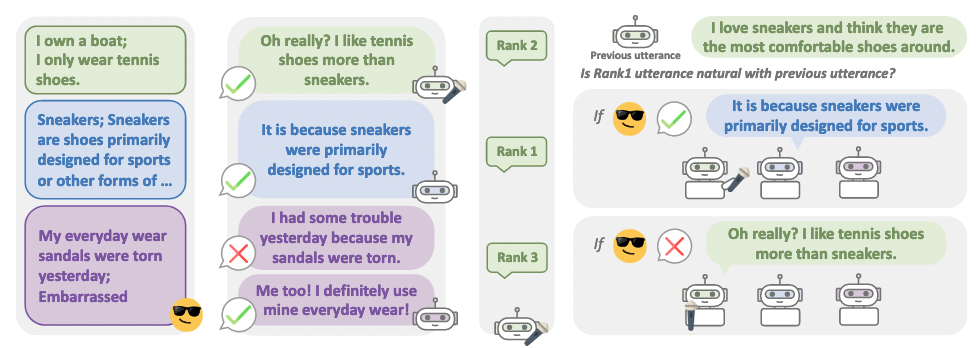 I own a boat;
I only wear tennis
shoes.
Sneakers; Sneakers
are shoes primarily
designed for sports
or other forms of ...
My everyday wear
sandals were torn
yesterday;
Embarrassed
Oh really? I like tennis
shoes more than
sneakers.
It is because sneakers
were primarily
designed for sports.
I had some trouble
yesterday because my
sandals were torn.
Me too! I definitely use
mine everyday wear!
Rank 2
Rank 1
Rank 3
Previous utterance
I love sneakers and think they are
the most comfortable shoes around.
Is Rank1 utterance natural with previous utterance?
If
It is because sneakers were
primarily designed for sports.
If
Oh really? I like tennis shoes
more than sneakers.